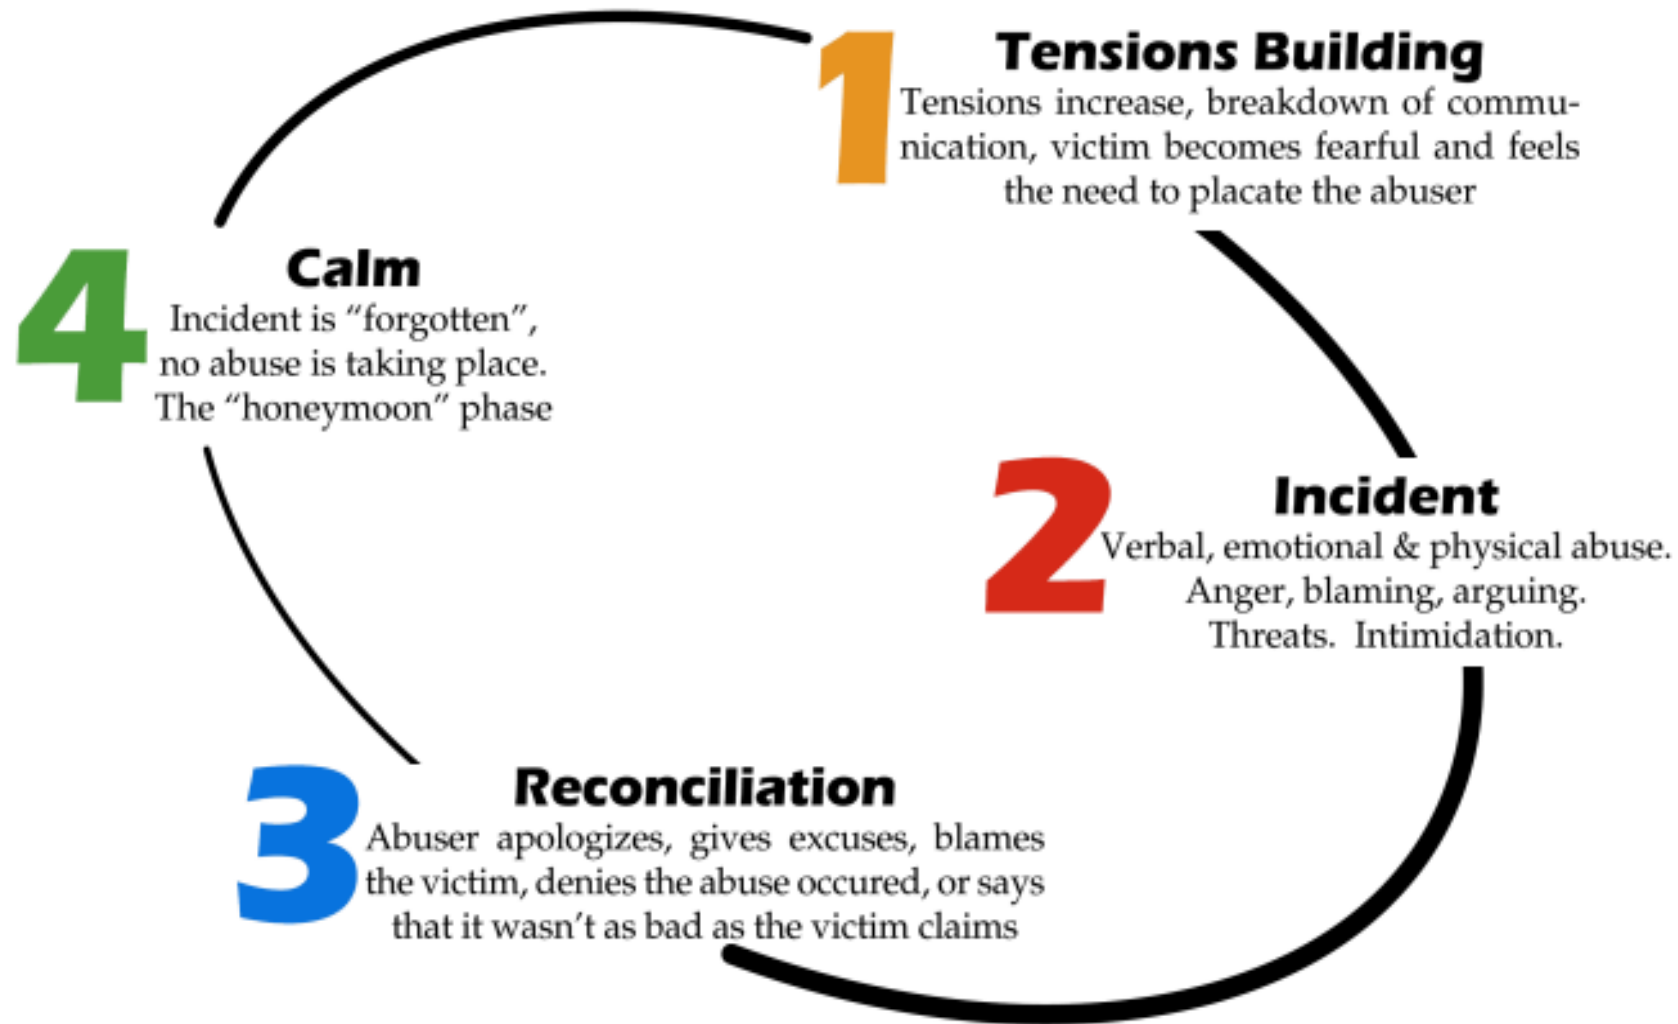 1
Tensions Building
Tensions increase, breakdown of commu-
nication, victim becomes fearful and feels
the need to placate the abuser
2
Incident
Verbal, emotional & physical abuse.
Anger, blaming, arguing.
Threats. Intimidation.
3
Reconciliation
Abuser apologizes, gives excuses, blames
the victim, denies the abuse occured, or says
that it wasn't as bad as the victim claims
4
Calm
Incident is “forgotten”,
no abuse is taking place.
The “honeymoon” phase